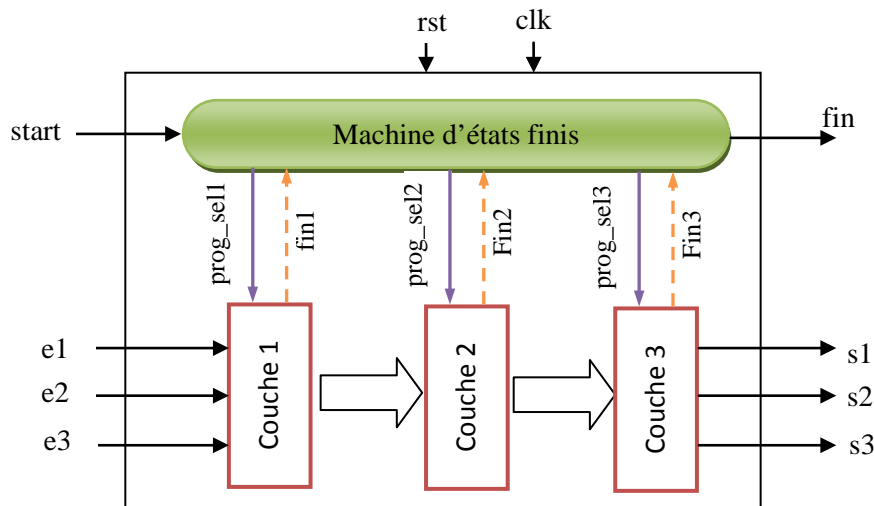 rst
clk
start
Machine d'états finis
fin
prog_sel1
fin1
prog_sel2
Fin2
prog_sel3
Fin3
e1
e2
e3
Couche 1
Couche 2
Couche 3
s1
s2
s3